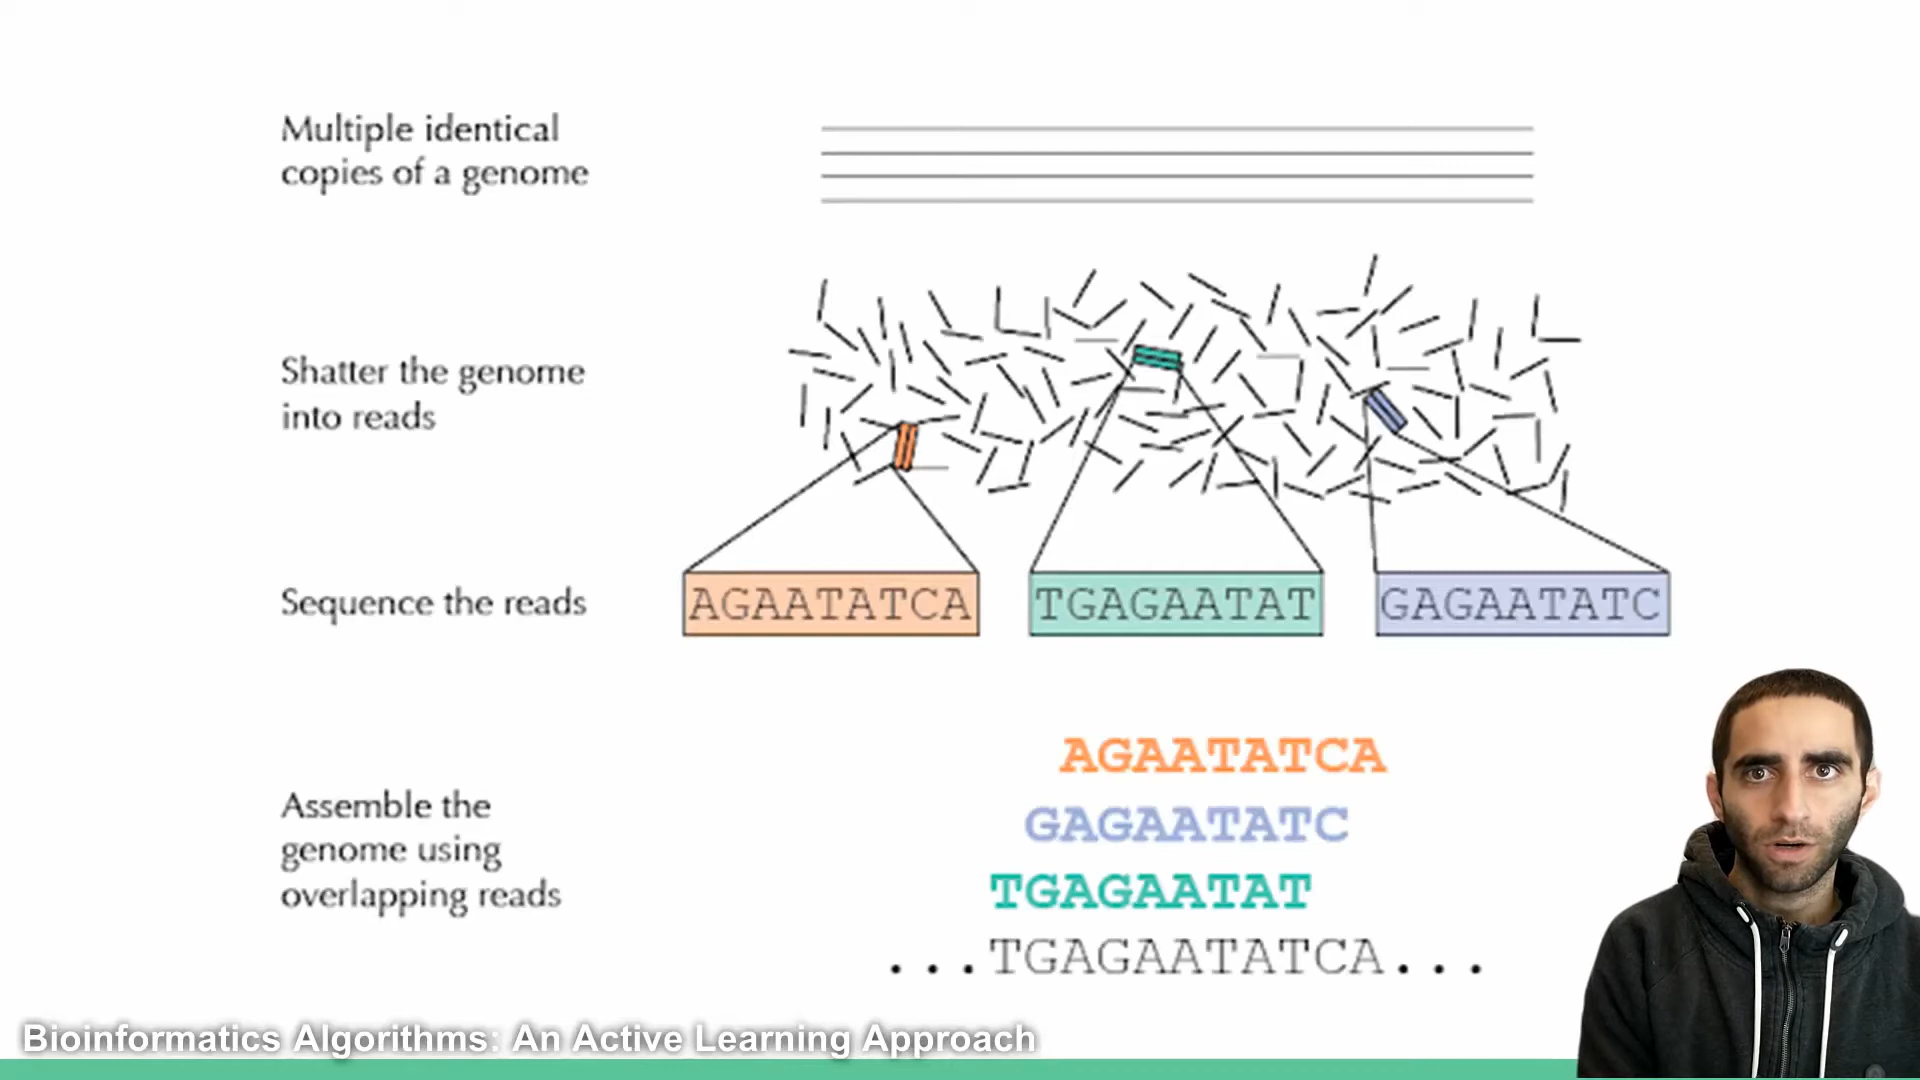 Multiple identical
copies of a genome
Shatter the genome
into reads
Sequence the reads
AGAATATCA TGAGAATAT GAGAATATC
AGAATATCA
GAGAATATC
TGAGAATAT
...TGAGAATATCA...
Assemble the
genome using
overlapping reads
Bioinformatics Algorithms: An Active Learning Approach